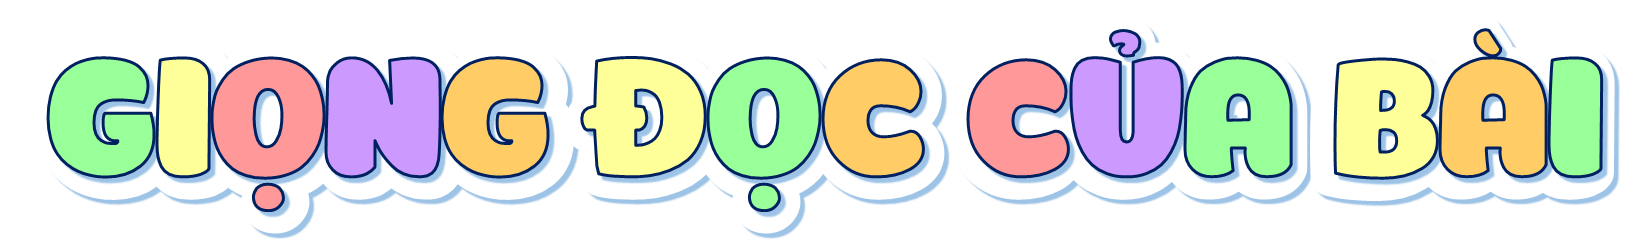 GIỌNG ĐỌC CỦA BÀI